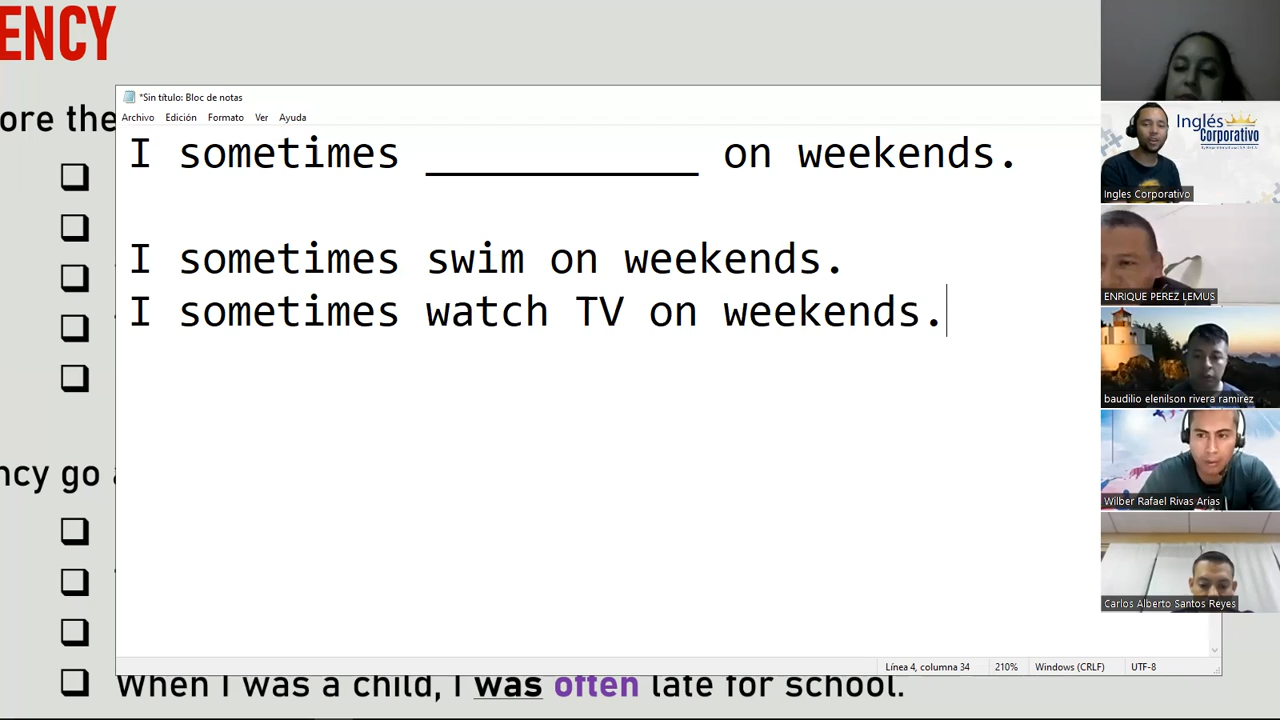 ENCY
ore the
*Sin título: Bloc de notas
Archivo Edición Formato Ver Ayuda
I sometimes ___________ on weekends.
I sometimes swim on weekends.
I sometimes watch TV on weekends.
ncy go
When I was a child, I was often late for school.
Línea 4, columna 34 210% Windows (CRLF) UTF-8
Inglés
Corporativo
Ingles Corporativo
ENRIQUE PEREZ LEMUS
baudilio elenilson rivera ramirez
Wilber Rafael Rivas Arias
Carlos Alberto Santos Reyes